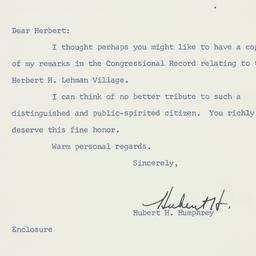 Dear Herbert:
I thought perhaps you might like to have a co
of my remarks in the Congressional Record relating to
Herbert H. Lehman Village.
I can think of no better tribute to such a
distinguished and public-spirited citizen. You richly
deserve this fine honor.
Warm personal regards.
Sincerely,
Hubert H.
Hubert H. Humphrey
Enclosure